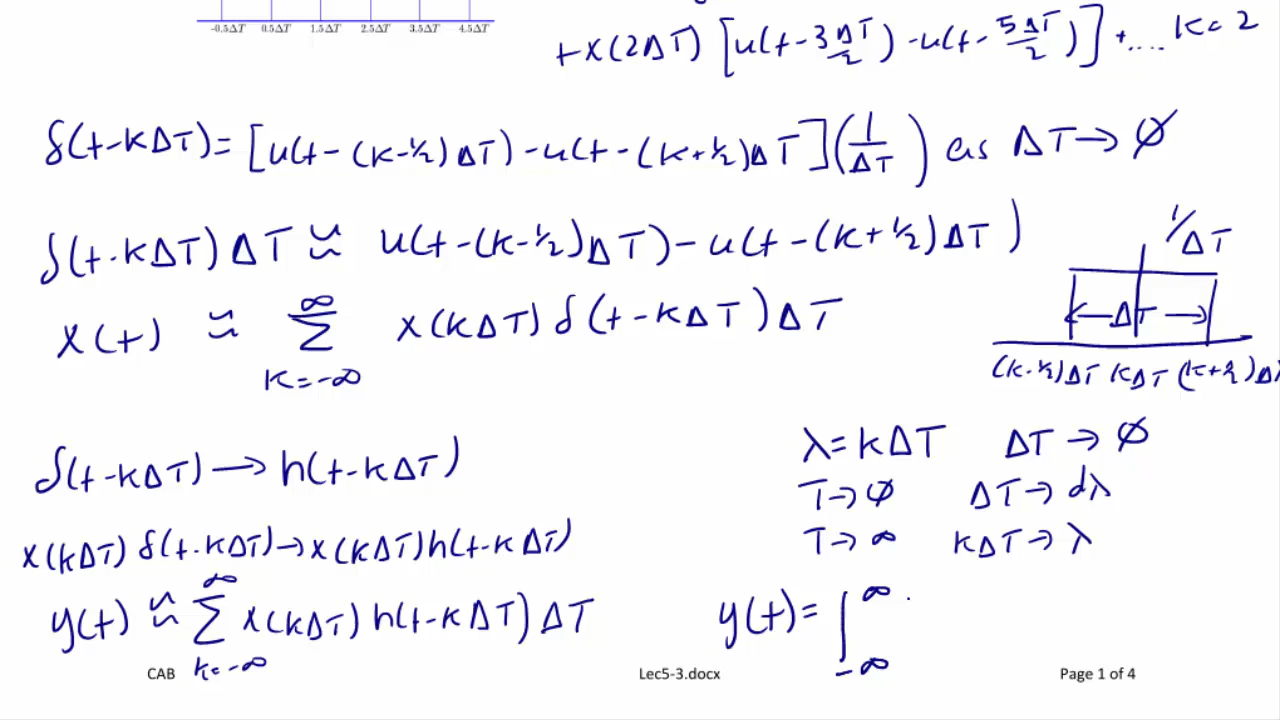 -0.5ΔT 0.5ΔT 1.5ΔT 2.5ΔT 3.5ΔT 4.5ΔT
+x(2ΔT) [u(t-3ΔT/2) -u(t-5ΔT/2)] +.... k=2
δ(t-kΔT)= [u(t-(k-1/2)ΔT)-u(t-(k+1/2)ΔT](1/ΔT) as ΔT→∅
δ(t-kΔT)ΔT ≈ u(t-(k-1/2)ΔT)-u(t-(k+1/2)ΔT)
1/ΔT
x(t) ≈ ∞ Σ k=-∞ x(kΔT) δ(t-kΔT)ΔT
←ΔT→
(k-1/2)ΔT kΔT (k+1/2)Δ
λ=kΔT ΔT→∅
δ(t-kΔT)→h(t-kΔT)
T→∅ ΔT→dλ
x(kΔT) δ(t-kΔT)→x(kΔT)h(t-kΔT)
T→∞ kΔT→λ
y(t) ≈ ∞ Σ k=-∞ x(kΔT) h(t-kΔT)ΔT
y(t)= ∫ ∞ -∞
CAB Lec5-3.docx Page 1 of 4